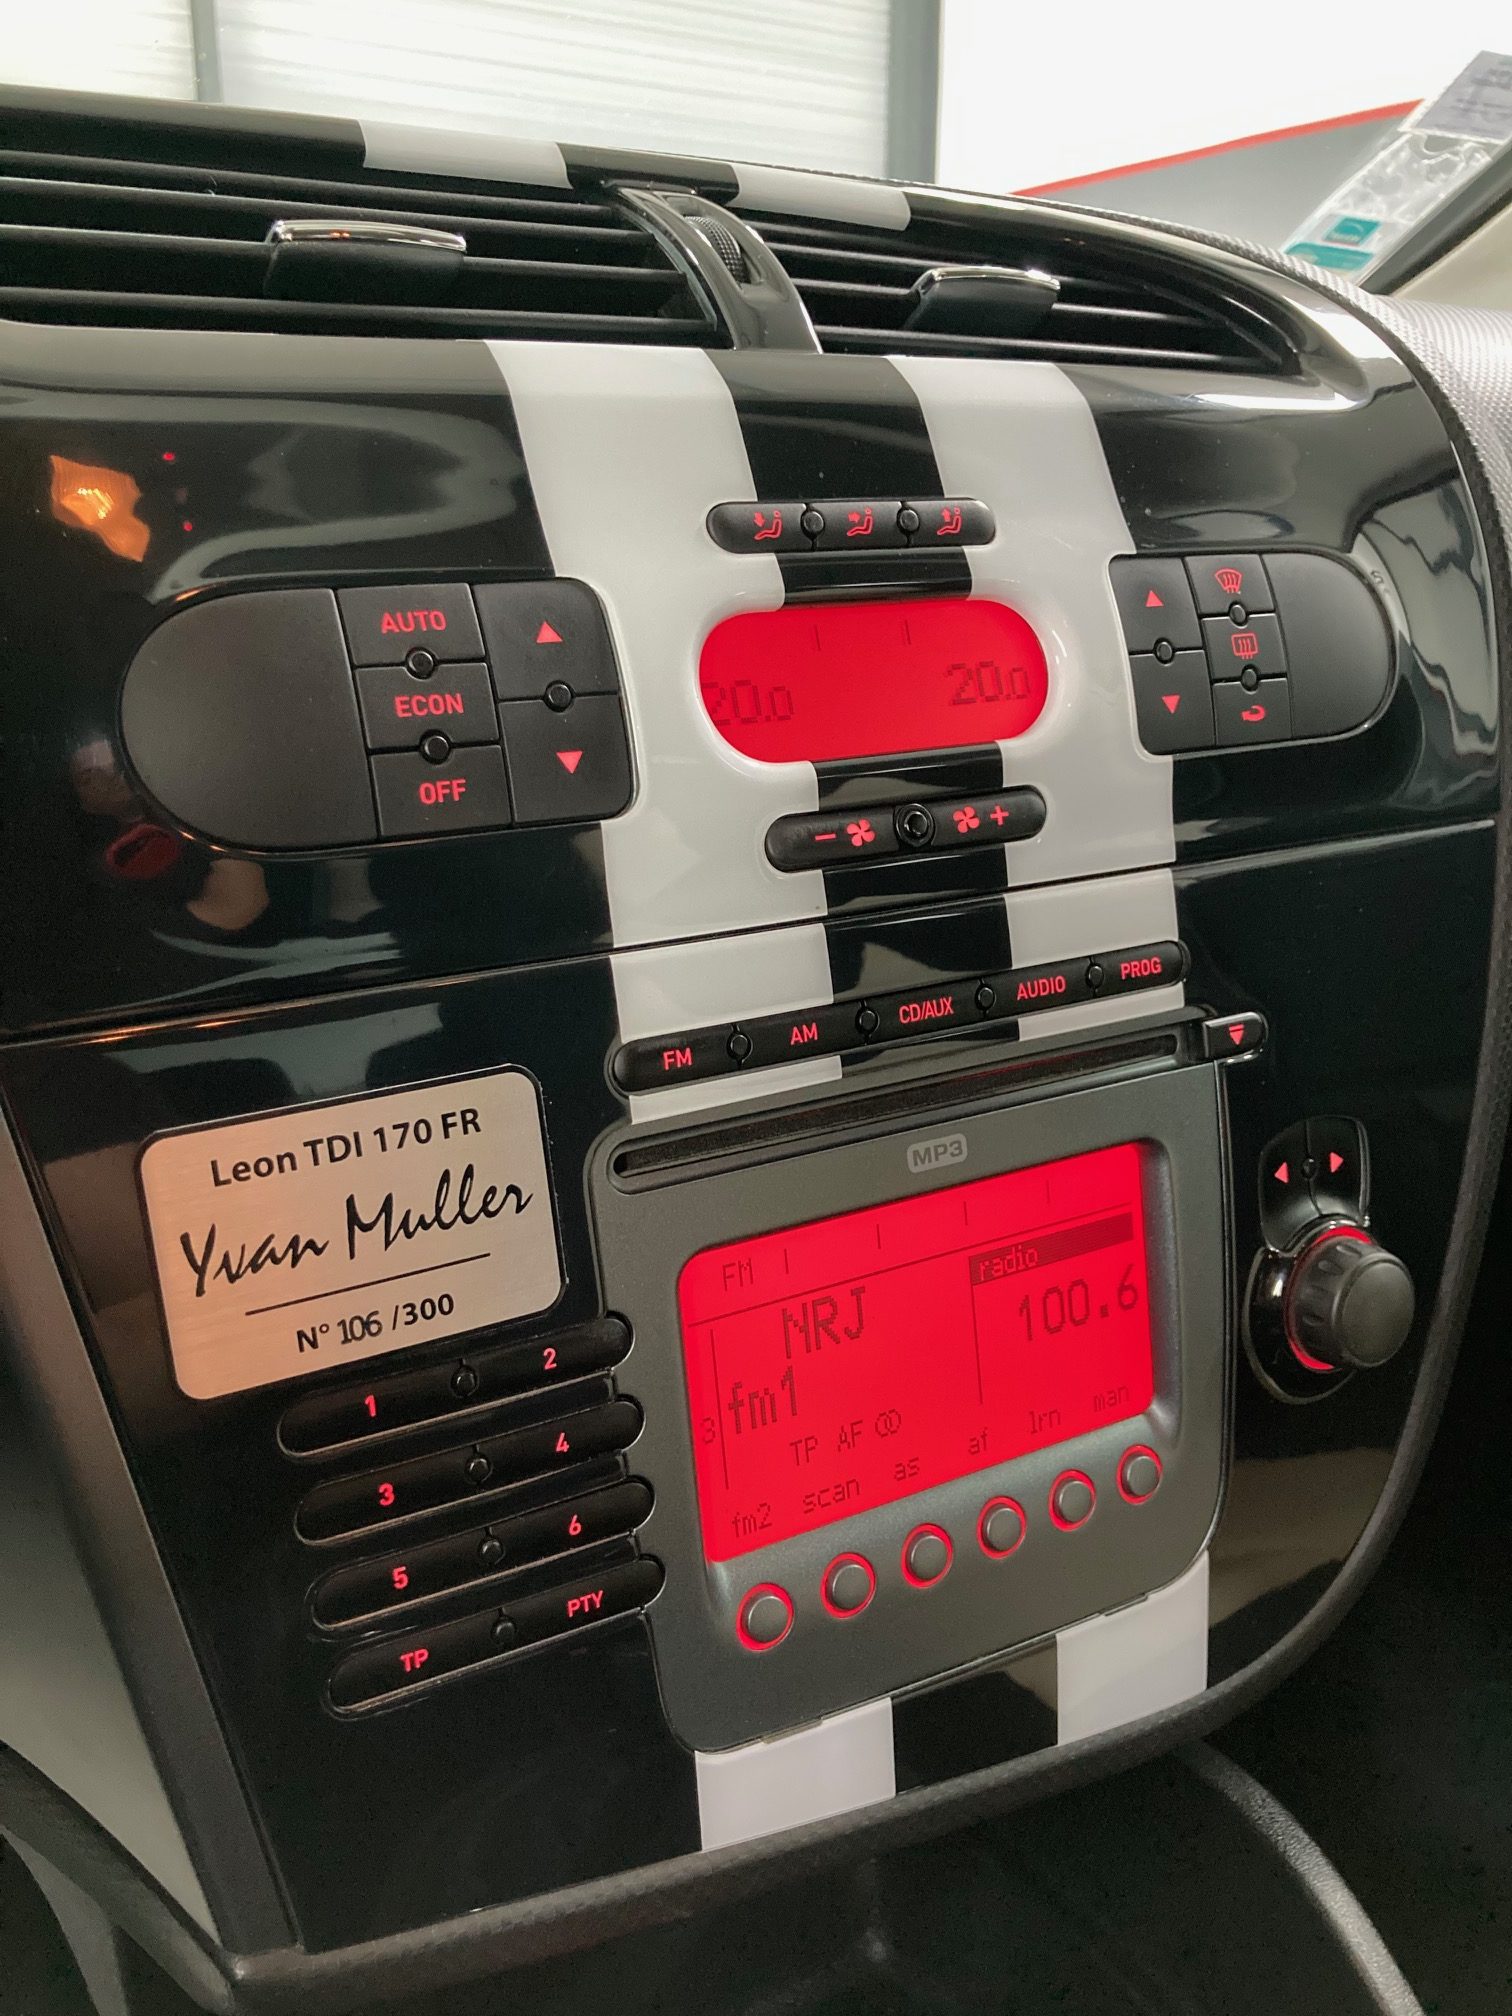 AUTO
ECON
OFF
20.0 20.0
FM AM CD/AUX AUDIO PROG
MP3
Leon TDI 170 FR
Yvan Muller
N° 106 /300
FM
radio
NRJ 100.6
3 fm1
TP AF
fm2 scan as af lrn man
1 2
3 4
5 6
TP PTY